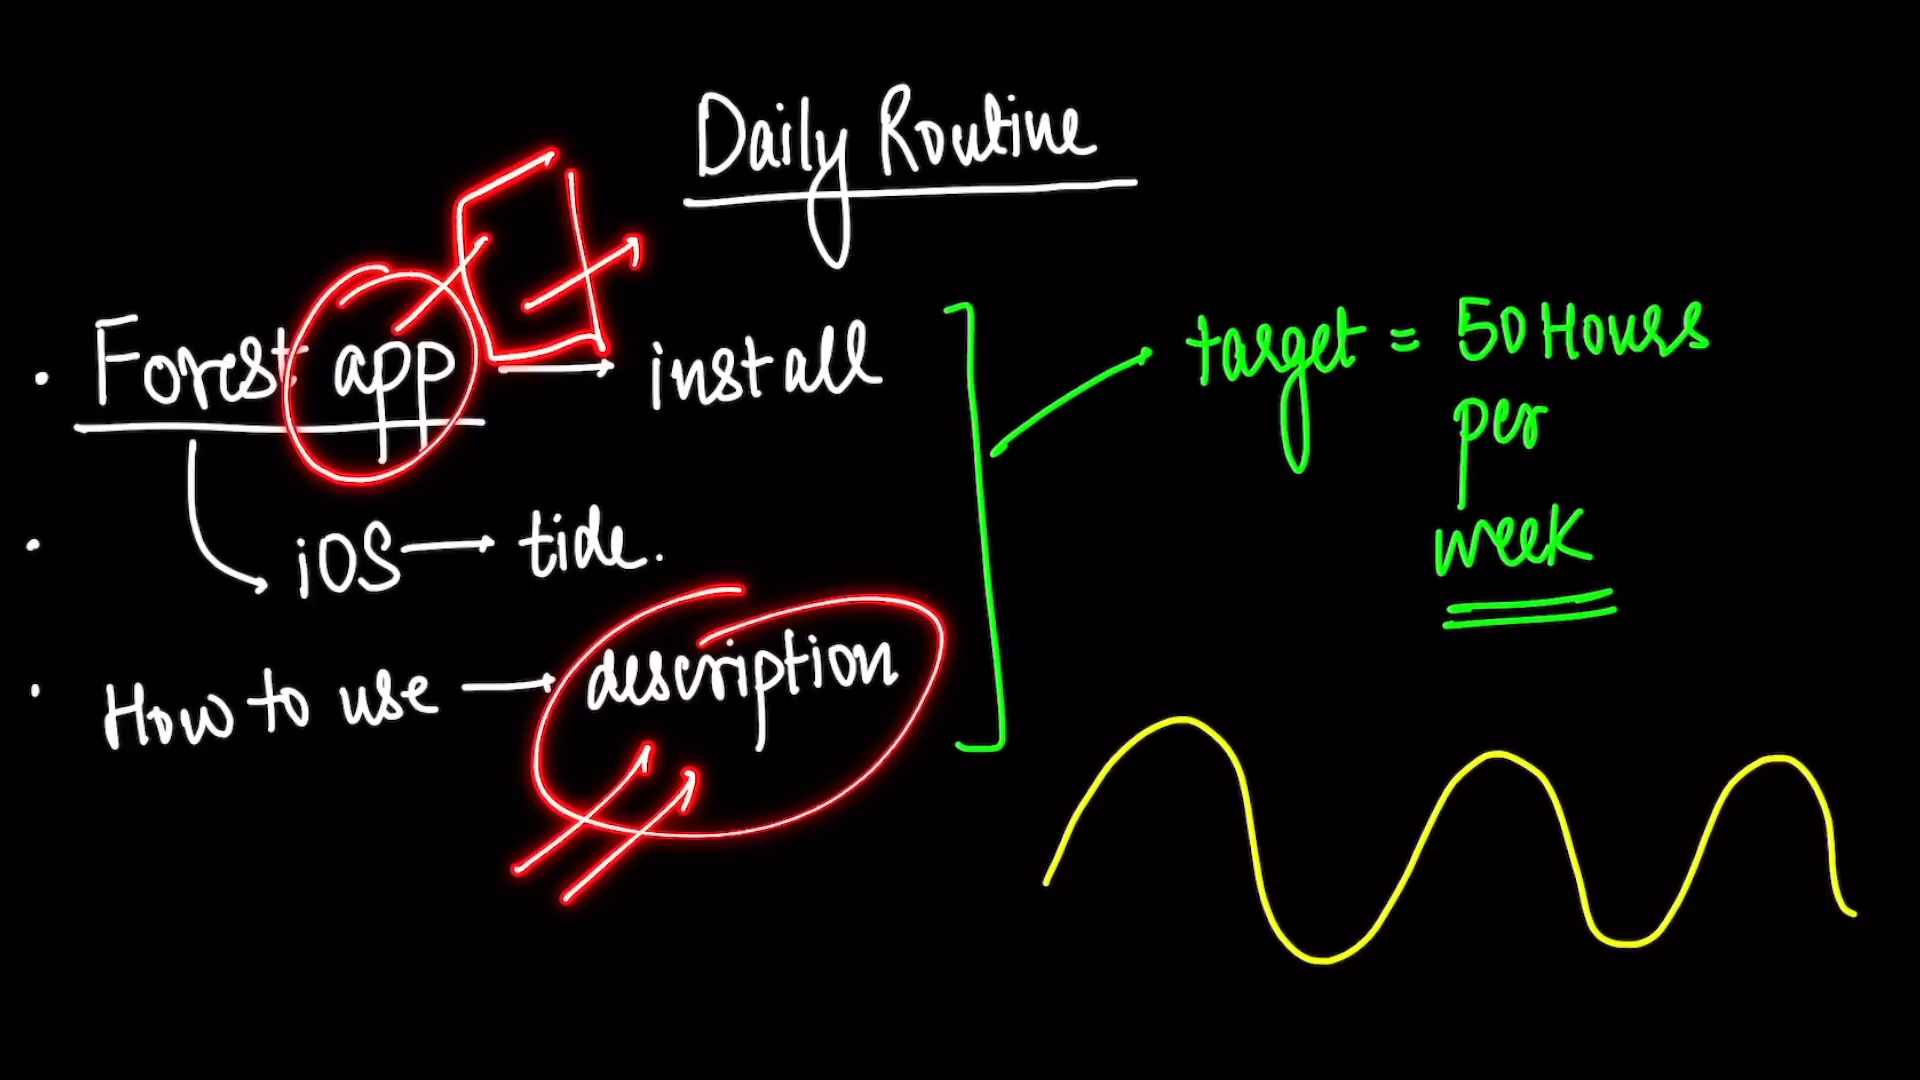 Daily Routine
• Forest app → install
• iOS → tide.
• How to use → description
target = 50 Hours
per
week